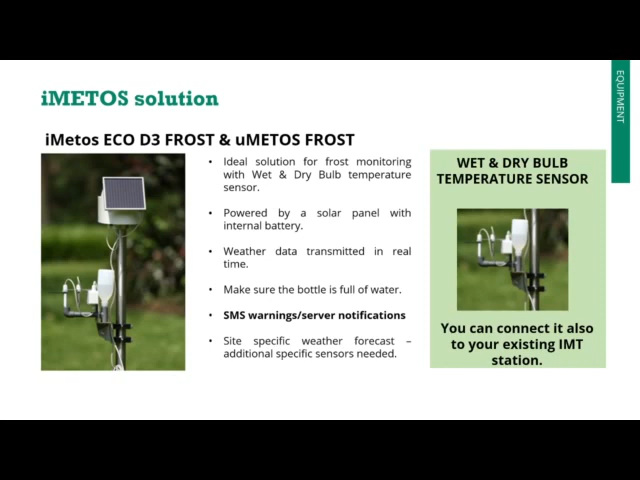 iMETOS solution
EQUIPMENT
iMetos ECO D3 FROST & uMETOS FROST
• Ideal solution for frost monitoring
with Wet & Dry Bulb temperature
sensor.
• Powered by a solar panel with
internal battery.
• Weather data transmitted in real
time.
• Make sure the bottle is full of water.
• SMS warnings/server notifications
• Site specific weather forecast –
additional specific sensors needed.
WET & DRY BULB
TEMPERATURE SENSOR
You can connect it also
to your existing IMT
station.